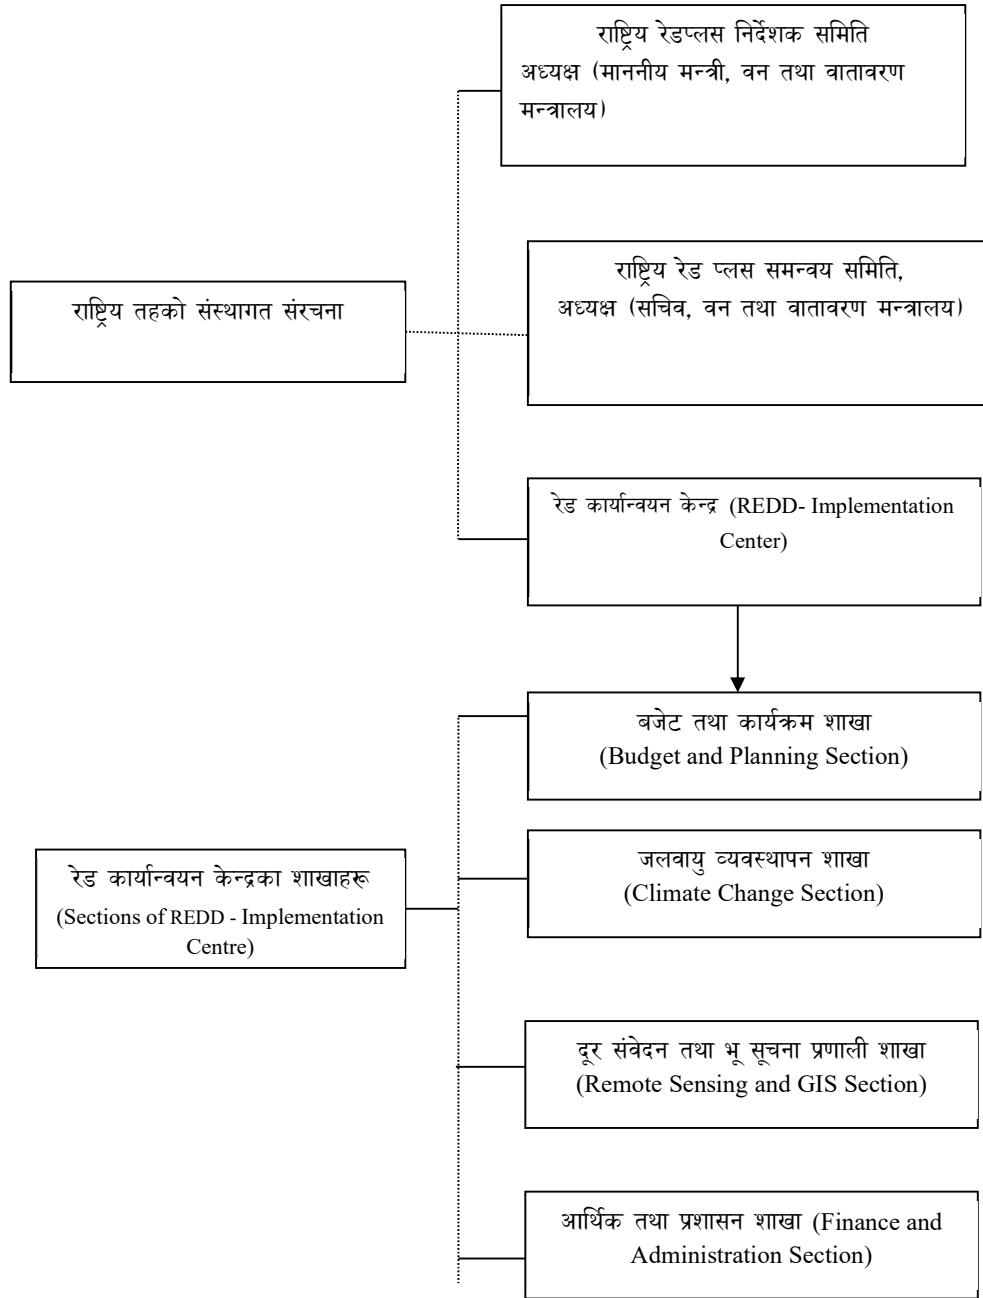 राष्ट्रिय रेडप्लस निर्देशक समिति
अध्यक्ष (माननीय मन्त्री, वन तथा वातावरण
मन्त्रालय)
राष्ट्रिय तहको संस्थागत संरचना
राष्ट्रिय रेड प्लस समन्वय समिति,
अध्यक्ष (सचिव, वन तथा वातावरण मन्त्रालय)
रेड कार्यान्वयन केन्द्र (REDD- Implementation
Center)
बजेट तथा कार्यक्रम शाखा
(Budget and Planning Section)
रेड कार्यान्वयन केन्द्रका शाखाहरू
(Sections of REDD - Implementation
Centre)
जलवायु व्यवस्थापन शाखा
(Climate Change Section)
दूर संवेदन तथा भू सूचना प्रणाली शाखा
(Remote Sensing and GIS Section)
आर्थिक तथा प्रशासन शाखा (Finance and
Administration Section)